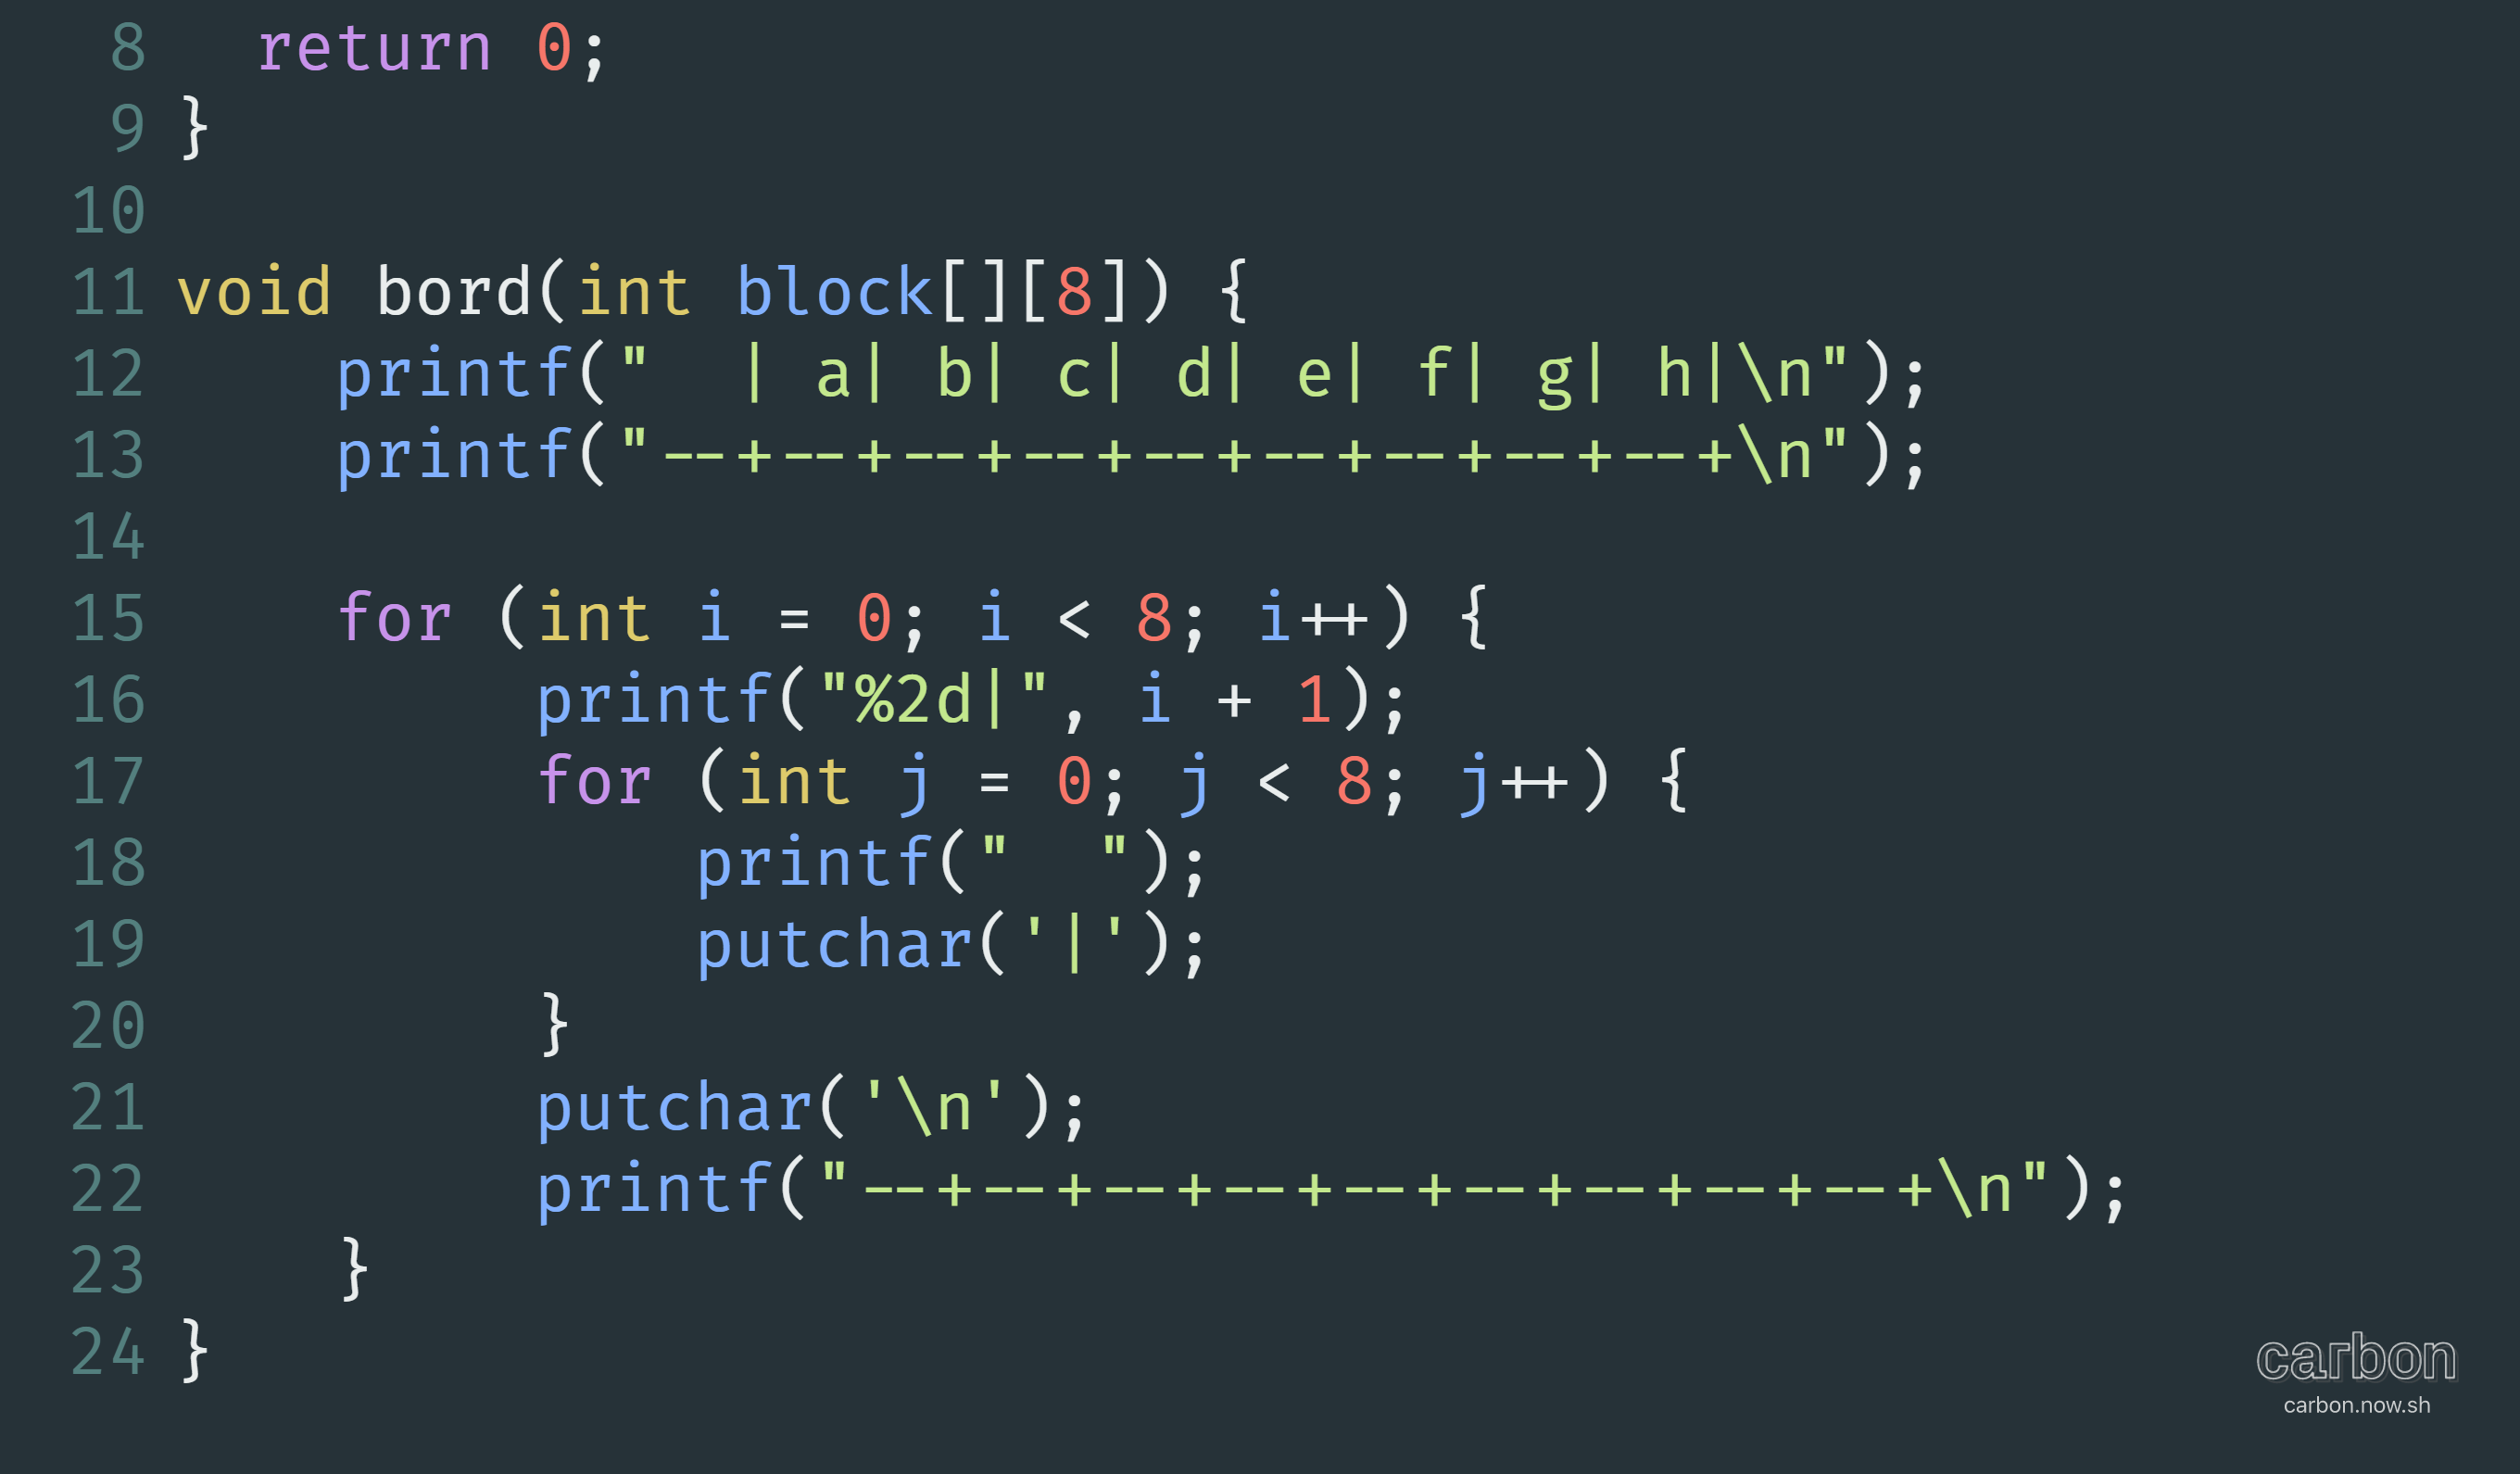 8   return 0;
9 }
10
11 void bord(int block[][8]) {
12     printf("  | a| b| c| d| e| f| g| h|\n");
13     printf("--+--+--+--+--+--+--+--+--+\n");
14
15     for (int i = 0; i < 8; i++) {
16          printf("%2d|", i + 1);
17          for (int j = 0; j < 8; j++) {
18              printf("  ");
19              putchar('|');
20          }
21          putchar('\n');
22          printf("--+--+--+--+--+--+--+--+--+\n");
23     }
24 }
carbon
carbon.now.sh